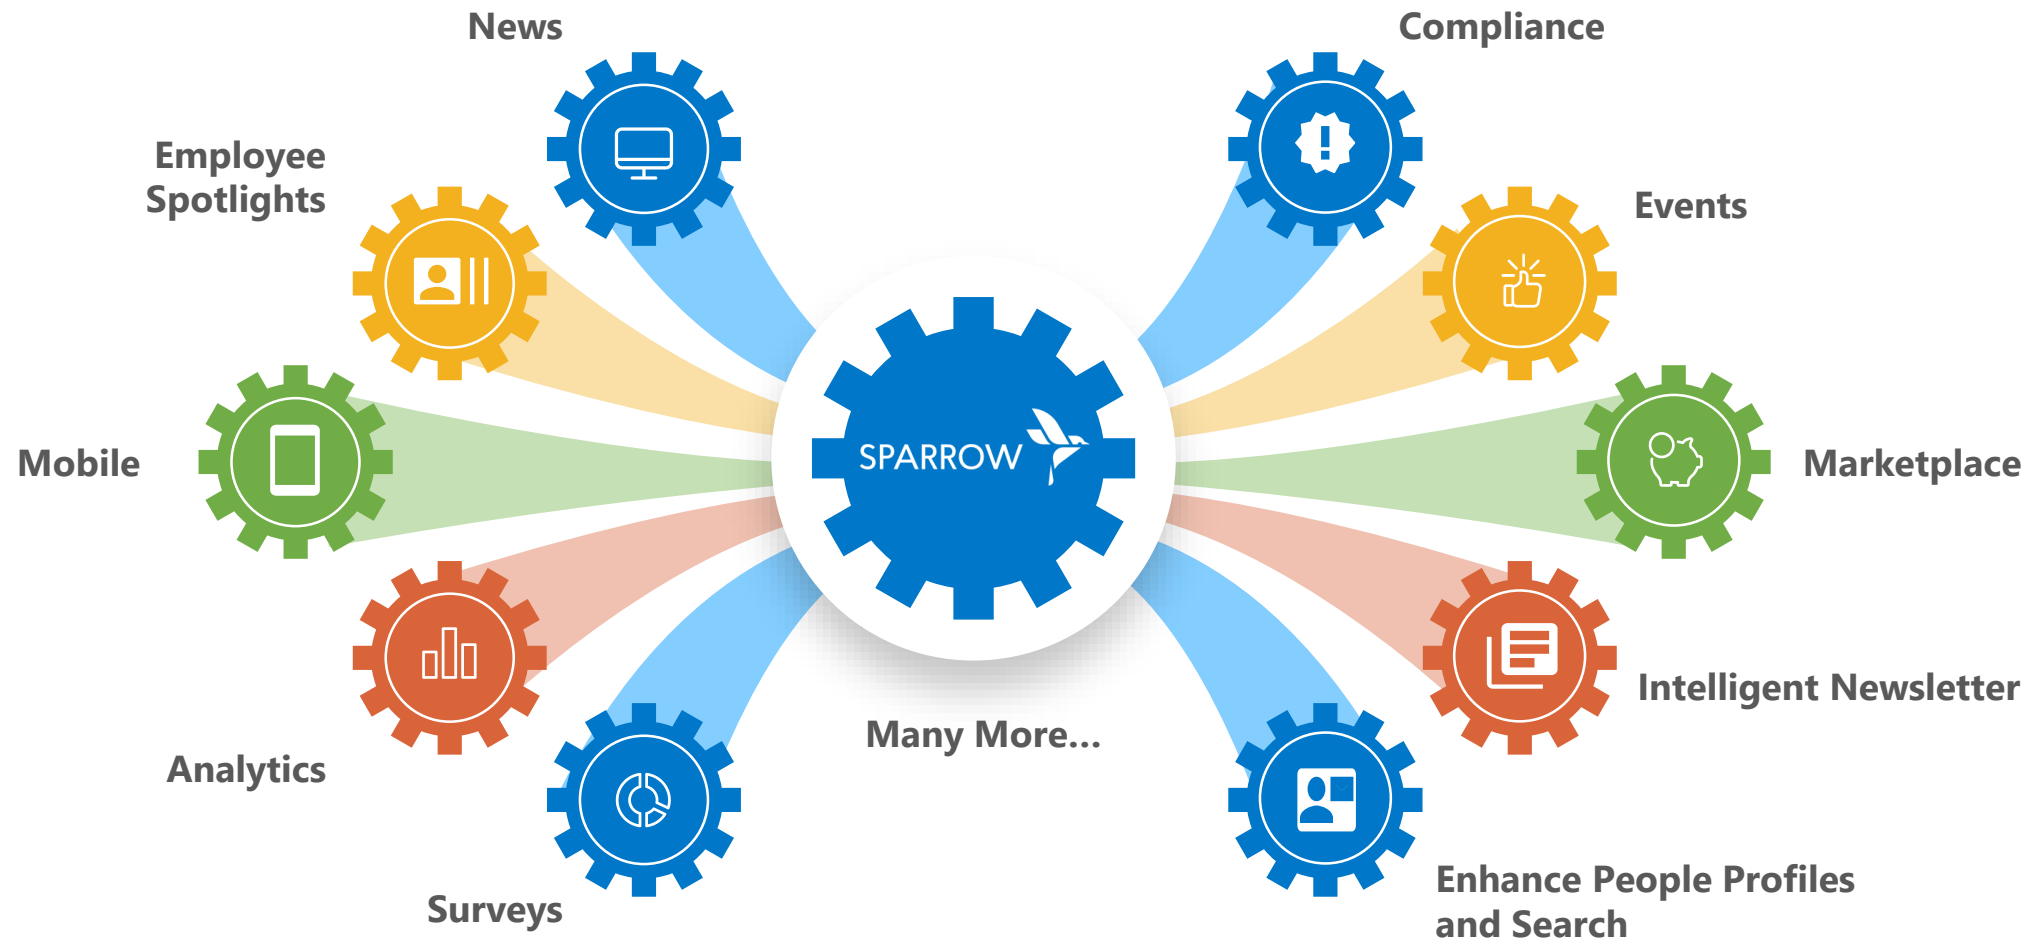 News
Compliance
Employee
Spotlights
Events
Mobile
SPARROW
Marketplace
Intelligent Newsletter
Many More...
Analytics
Surveys
Enhance People Profiles
and Search